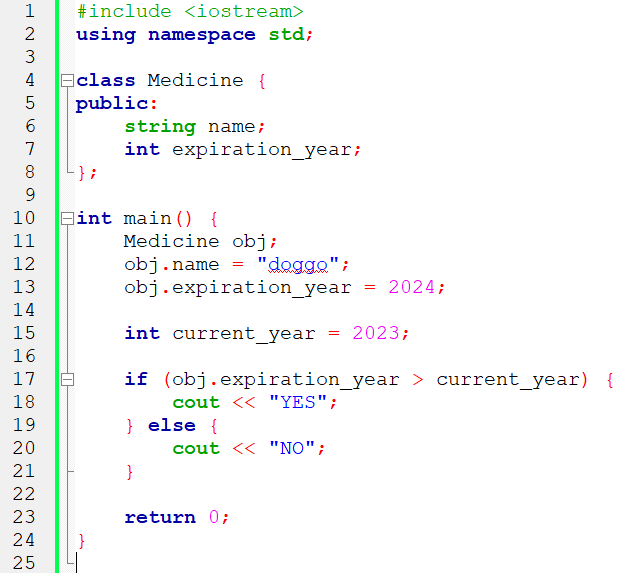 1 #include <iostream>
2 using namespace std;
3
4 class Medicine {
5 public:
6     string name;
7     int expiration_year;
8 };
9
10 int main() {
11     Medicine obj;
12     obj.name = "doggo";
13     obj.expiration_year = 2024;
14
15     int current_year = 2023;
16
17     if (obj.expiration_year > current_year) {
18         cout << "YES";
19     } else {
20         cout << "NO";
21     }
22
23     return 0;
24 }
25